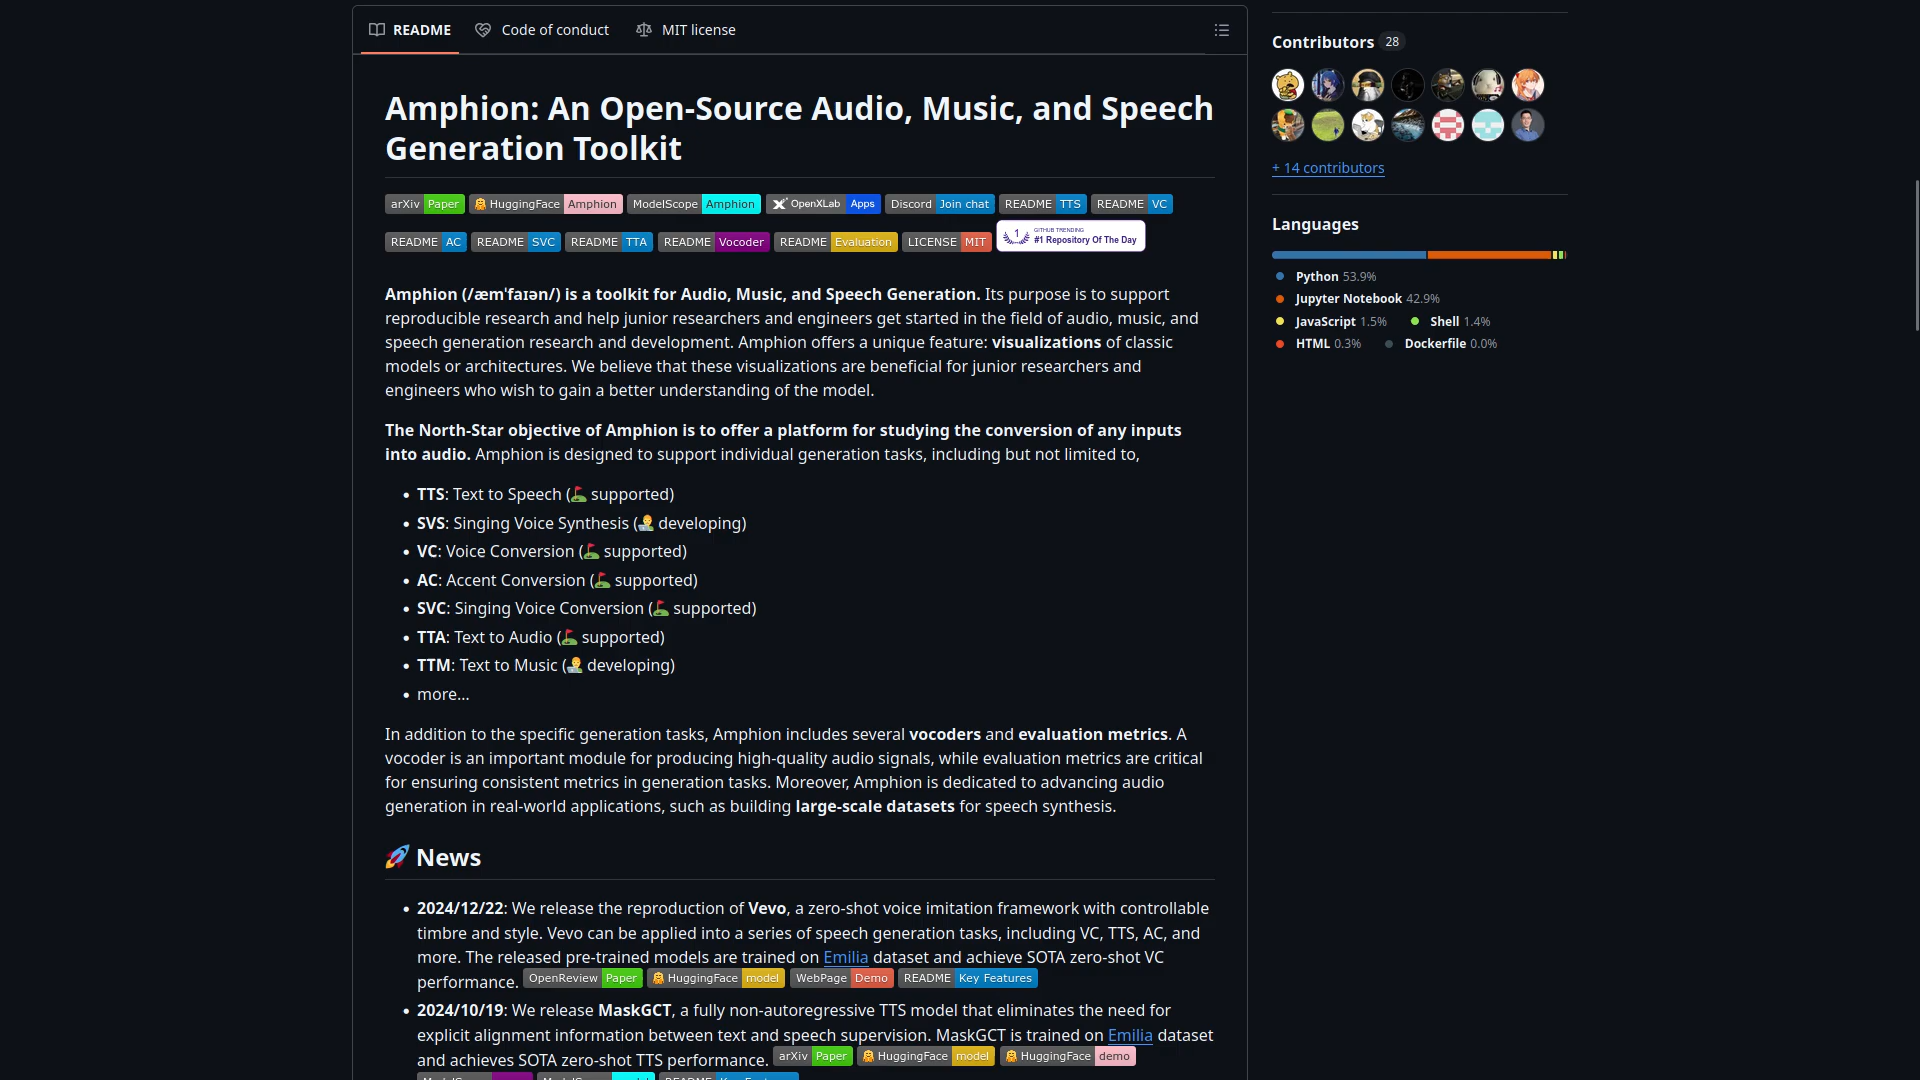 README Code of conduct MIT license
Amphion: An Open-Source Audio, Music, and Speech
Generation Toolkit
arXiv Paper HuggingFace Amphion ModelScope Amphion OpenXLab Apps Discord Join chat README TTS README VC
README AC README SVC README TTA README Vocoder README Evaluation LICENSE MIT 1 GITHUB TRENDING #1 Repository Of The Day
Amphion (/æmˈfaɪən/) is a toolkit for Audio, Music, and Speech Generation. Its purpose is to support
reproducible research and help junior researchers and engineers get started in the field of audio, music, and
speech generation research and development. Amphion offers a unique feature: visualizations of classic
models or architectures. We believe that these visualizations are beneficial for junior researchers and
engineers who wish to gain a better understanding of the model.
The North-Star objective of Amphion is to offer a platform for studying the conversion of any inputs
into audio. Amphion is designed to support individual generation tasks, including but not limited to,
• TTS: Text to Speech (⛳ supported)
• SVS: Singing Voice Synthesis (👨‍💻 developing)
• VC: Voice Conversion (⛳ supported)
• AC: Accent Conversion (⛳ supported)
• SVC: Singing Voice Conversion (⛳ supported)
• TTA: Text to Audio (⛳ supported)
• TTM: Text to Music (👨‍💻 developing)
• more…
In addition to the specific generation tasks, Amphion includes several vocoders and evaluation metrics. A
vocoder is an important module for producing high-quality audio signals, while evaluation metrics are critical
for ensuring consistent metrics in generation tasks. Moreover, Amphion is dedicated to advancing audio
generation in real-world applications, such as building large-scale datasets for speech synthesis.
🚀 News
• 2024/12/22: We release the reproduction of Vevo, a zero-shot voice imitation framework with controllable
timbre and style. Vevo can be applied into a series of speech generation tasks, including VC, TTS, AC, and
more. The released pre-trained models are trained on Emilia dataset and achieve SOTA zero-shot VC
performance. OpenReview Paper HuggingFace model WebPage Demo README Key Features
• 2024/10/19: We release MaskGCT, a fully non-autoregressive TTS model that eliminates the need for
explicit alignment information between text and speech supervision. MaskGCT is trained on Emilia dataset
and achieves SOTA zero-shot TTS performance. arXiv Paper HuggingFace model HuggingFace demo
Contributors 28
+ 14 contributors
Languages
Python 53.9%
Jupyter Notebook 42.9%
JavaScript 1.5% Shell 1.4%
HTML 0.3% Dockerfile 0.0%